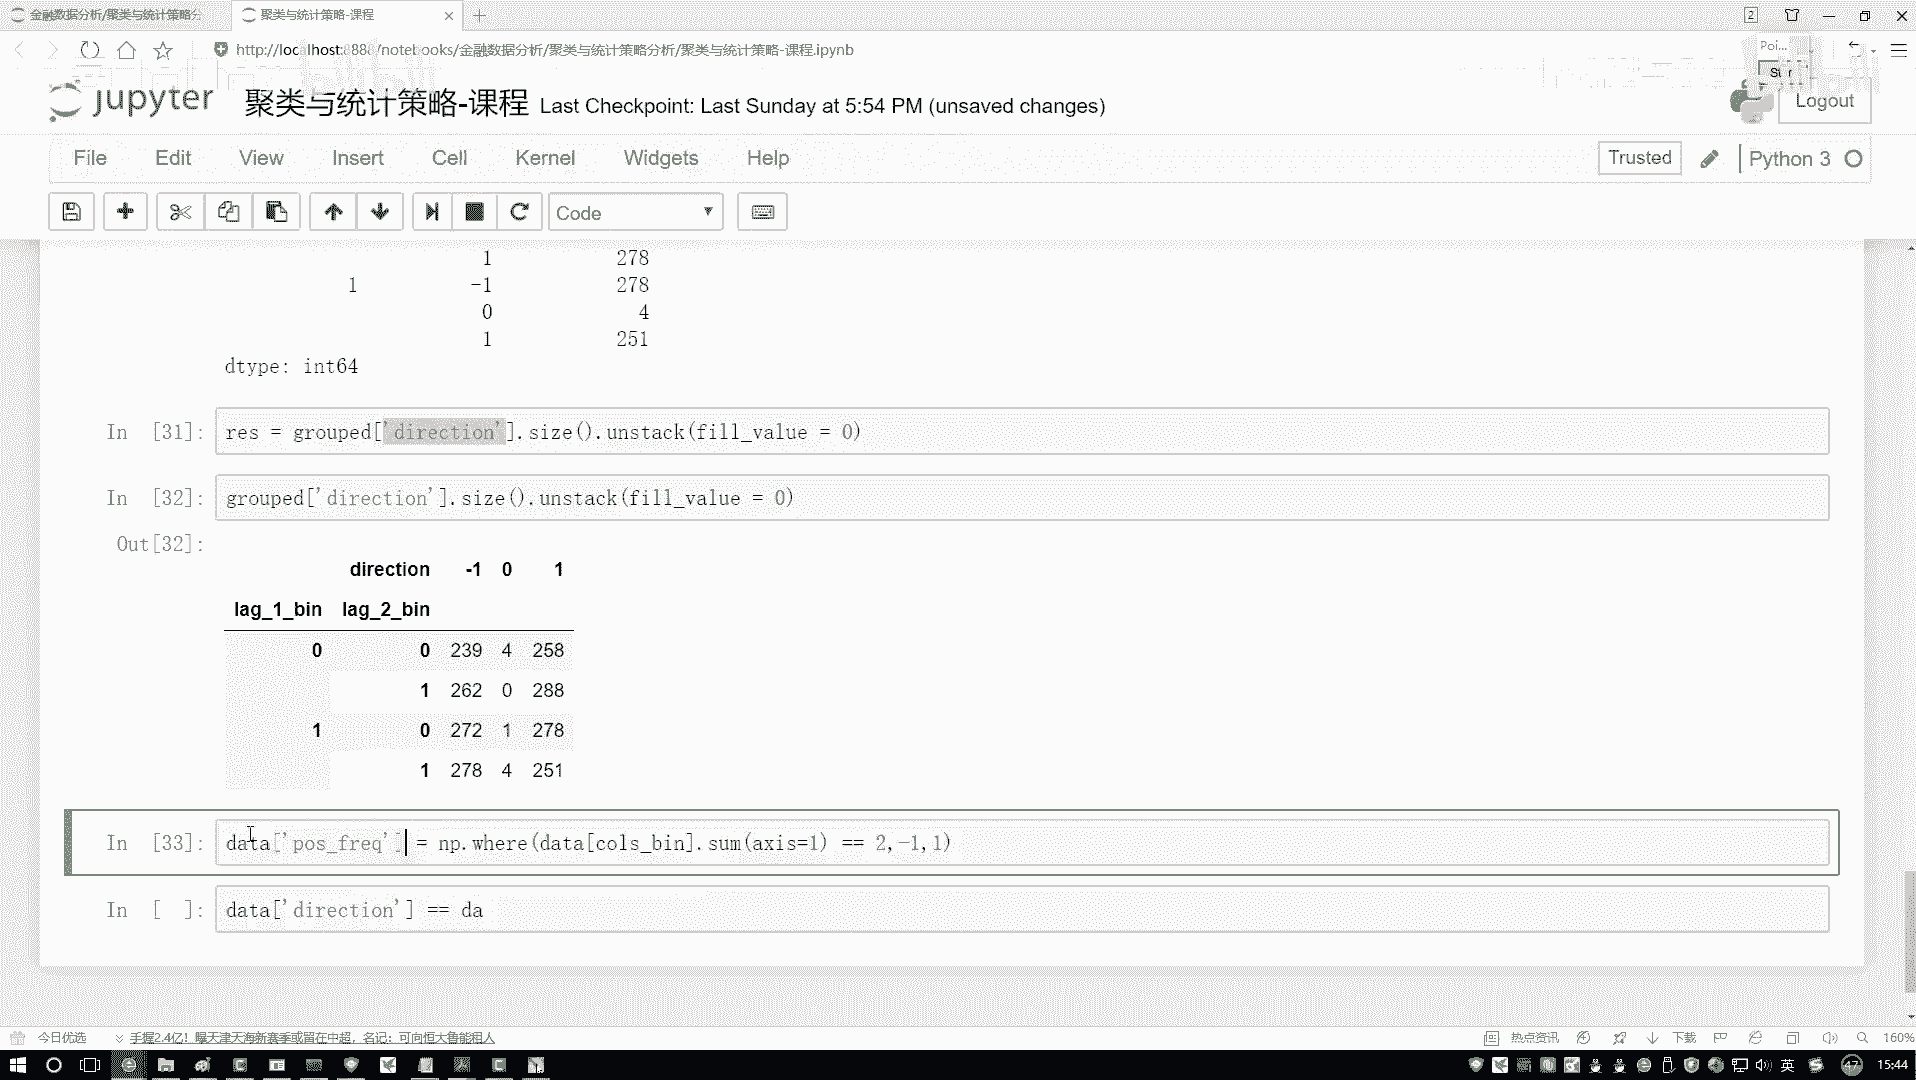 金融数据分析/聚类与统计策略分
聚类与统计策略-课程
2
http://localhost:8888/notebooks/金融数据分析/聚类与统计策略分析/聚类与统计策略-课程.ipynb
Poi...
jupyter 聚类与统计策略-课程 Last Checkpoint: Last Sunday at 5:54 PM (unsaved changes)
Logout
File Edit View Insert Cell Kernel Widgets Help
Trusted Python 3
Code
1 278
1 -1 278
0 4
1 251
dtype: int64
In [31]: res = grouped['direction'].size().unstack(fill_value = 0)
In [32]: grouped['direction'].size().unstack(fill_value = 0)
Out[32]:
direction -1 0 1
lag_1_bin lag_2_bin
0 0 239 4 258
1 262 0 288
1 0 272 1 278
1 278 4 251
In [33]: data['pos_freq'] = np.where(data[cols_bin].sum(axis=1) == 2,-1,1)
In [ ]: data['direction'] == da
今日优选 手握2.4亿！曝天津天海新赛季或留在中超，名记：可向恒大鲁能租人
热点资讯 下载 160%
英 47 15:44